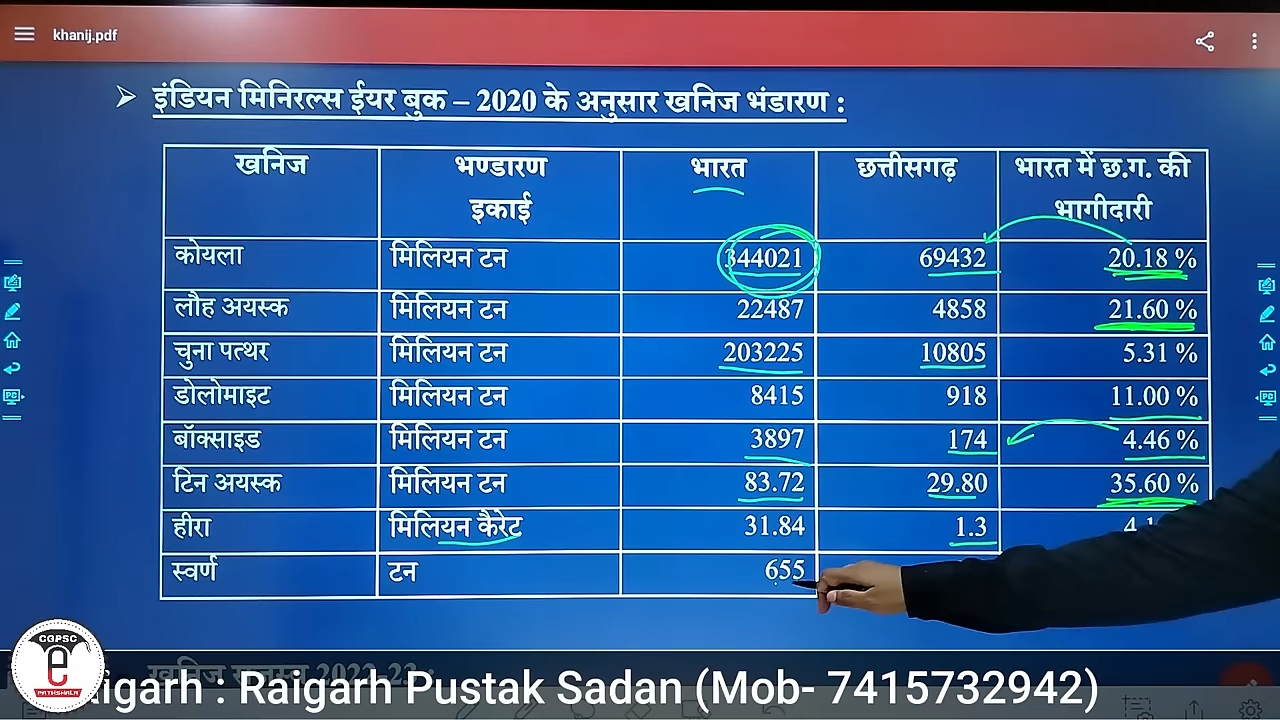 khanij.pdf
➤ इंडियन मिनिरल्स ईयर बुक – 2020 के अनुसार खनिज भंडारण :
खनिज भण्डारण इकाई भारत छत्तीसगढ़ भारत में छ.ग. की भागीदारी
कोयला मिलियन टन 344021 69432 20.18 %
लौह अयस्क मिलियन टन 22487 4858 21.60 %
चुना पत्थर मिलियन टन 203225 10805 5.31 %
डोलोमाइट मिलियन टन 8415 918 11.00 %
बॉक्साइड मिलियन टन 3897 174 4.46 %
टिन अयस्क मिलियन टन 83.72 29.80 35.60 %
हीरा मिलियन कैरेट 31.84 1.3
स्वर्ण टन 655
2022-23 :
CGPSC
e
PATHSHALA
: Raigarh Pustak Sadan (Mob- 7415732942)